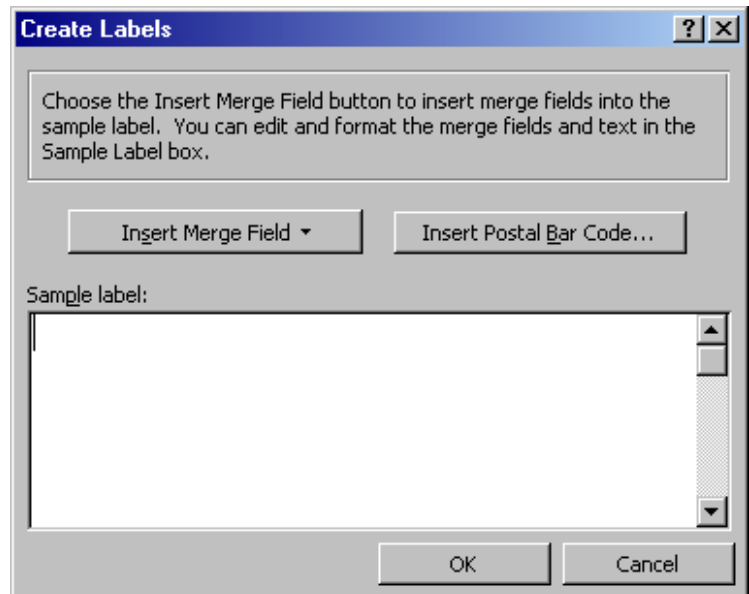 Create Labels
Choose the Insert Merge Field button to insert merge fields into the
sample label.  You can edit and format the merge fields and text in the
Sample Label box.
Insert Merge Field
Insert Postal Bar Code...
Sample label:
OK
Cancel